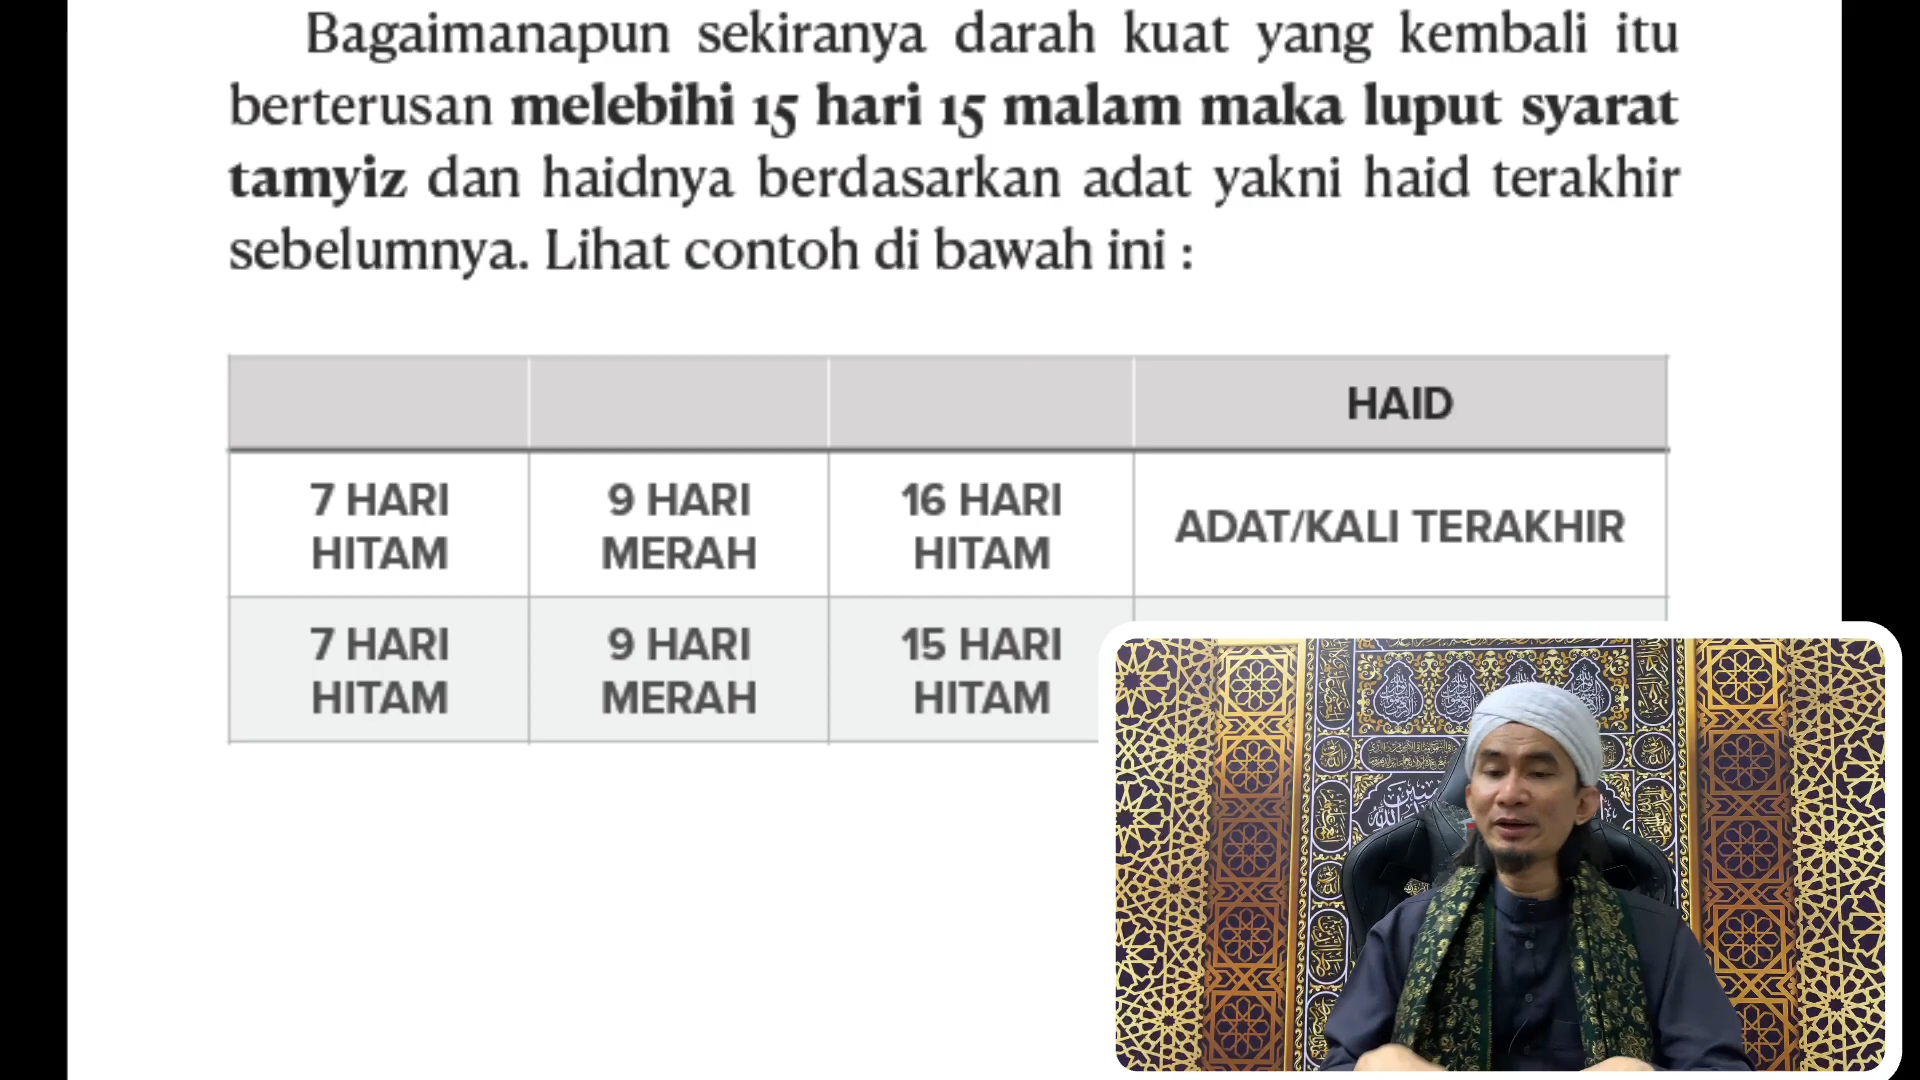 Bagaimanapun sekiranya darah kuat yang kembali itu
berterusan melebihi 15 hari 15 malam maka luput syarat
tamyiz dan haidnya berdasarkan adat yakni haid terakhir
sebelumnya. Lihat contoh di bawah ini :
HAID
7 HARI HITAM
9 HARI MERAH
16 HARI HITAM
ADAT/KALI TERAKHIR
7 HARI HITAM
9 HARI MERAH
15 HARI HITAM